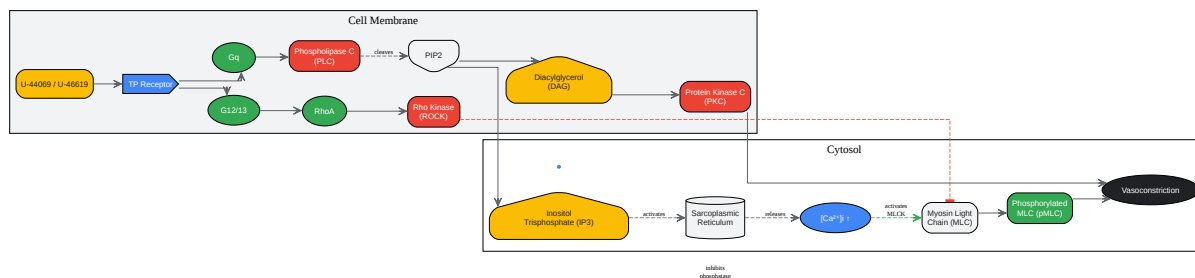 Cell Membrane
U-44069 / U-46619
TP Receptor
Gq
G12/13
Phospholipase C
(PLC)
cleaves
PIP2
RhoA
Rho Kinase
(ROCK)
Diacylglycerol
(DAG)
Protein Kinase C
(PKC)
Cytosol
Inositol
Trisphosphate (IP3)
activates
Sarcoplasmic
Reticulum
releases
[Ca²⁺]i ↑
activates
MLCK
Myosin Light
Chain (MLC)
Phosphorylated
MLC (pMLC)
Vasoconstriction
inhibits
phosphatase